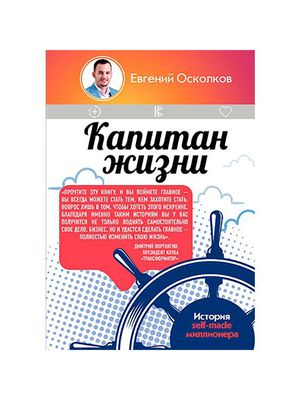 Евгений Осколков
Капитан
жизни
«ПРОЧТИТЕ ЭТУ КНИГУ, И ВЫ ПОЙМЕТЕ ГЛАВНОЕ –
ВЫ ВСЕГДА МОЖЕТЕ СТАТЬ ТЕМ, КЕМ ЗАХОТИТЕ СТАТЬ.
ВОПРОС ЛИШЬ В ТОМ, ЧТОБЫ ХОТЕТЬ ЭТОГО ИСКРЕННЕ.
БЛАГОДАРЯ ИМЕННО ТАКИМ ИСТОРИЯМ ВЫ У ВАС
ПОЛУЧИТСЯ НЕ ТОЛЬКО ПОДНЯТЬ САМОСТОЯТЕЛЬНО
СВОЕ ДЕЛО, БИЗНЕС, НО И УДАСТСЯ СДЕЛАТЬ ГЛАВНОЕ –
ПОЛНОСТЬЮ ИЗМЕНИТЬ СВОЮ ЖИЗНЬ».
ДМИТРИЙ ПОРТНЯГИН,
ПРЕЗИДЕНТ КЛУБА
«ТРАНСФОРМАТОР»
История
self-made
миллионера